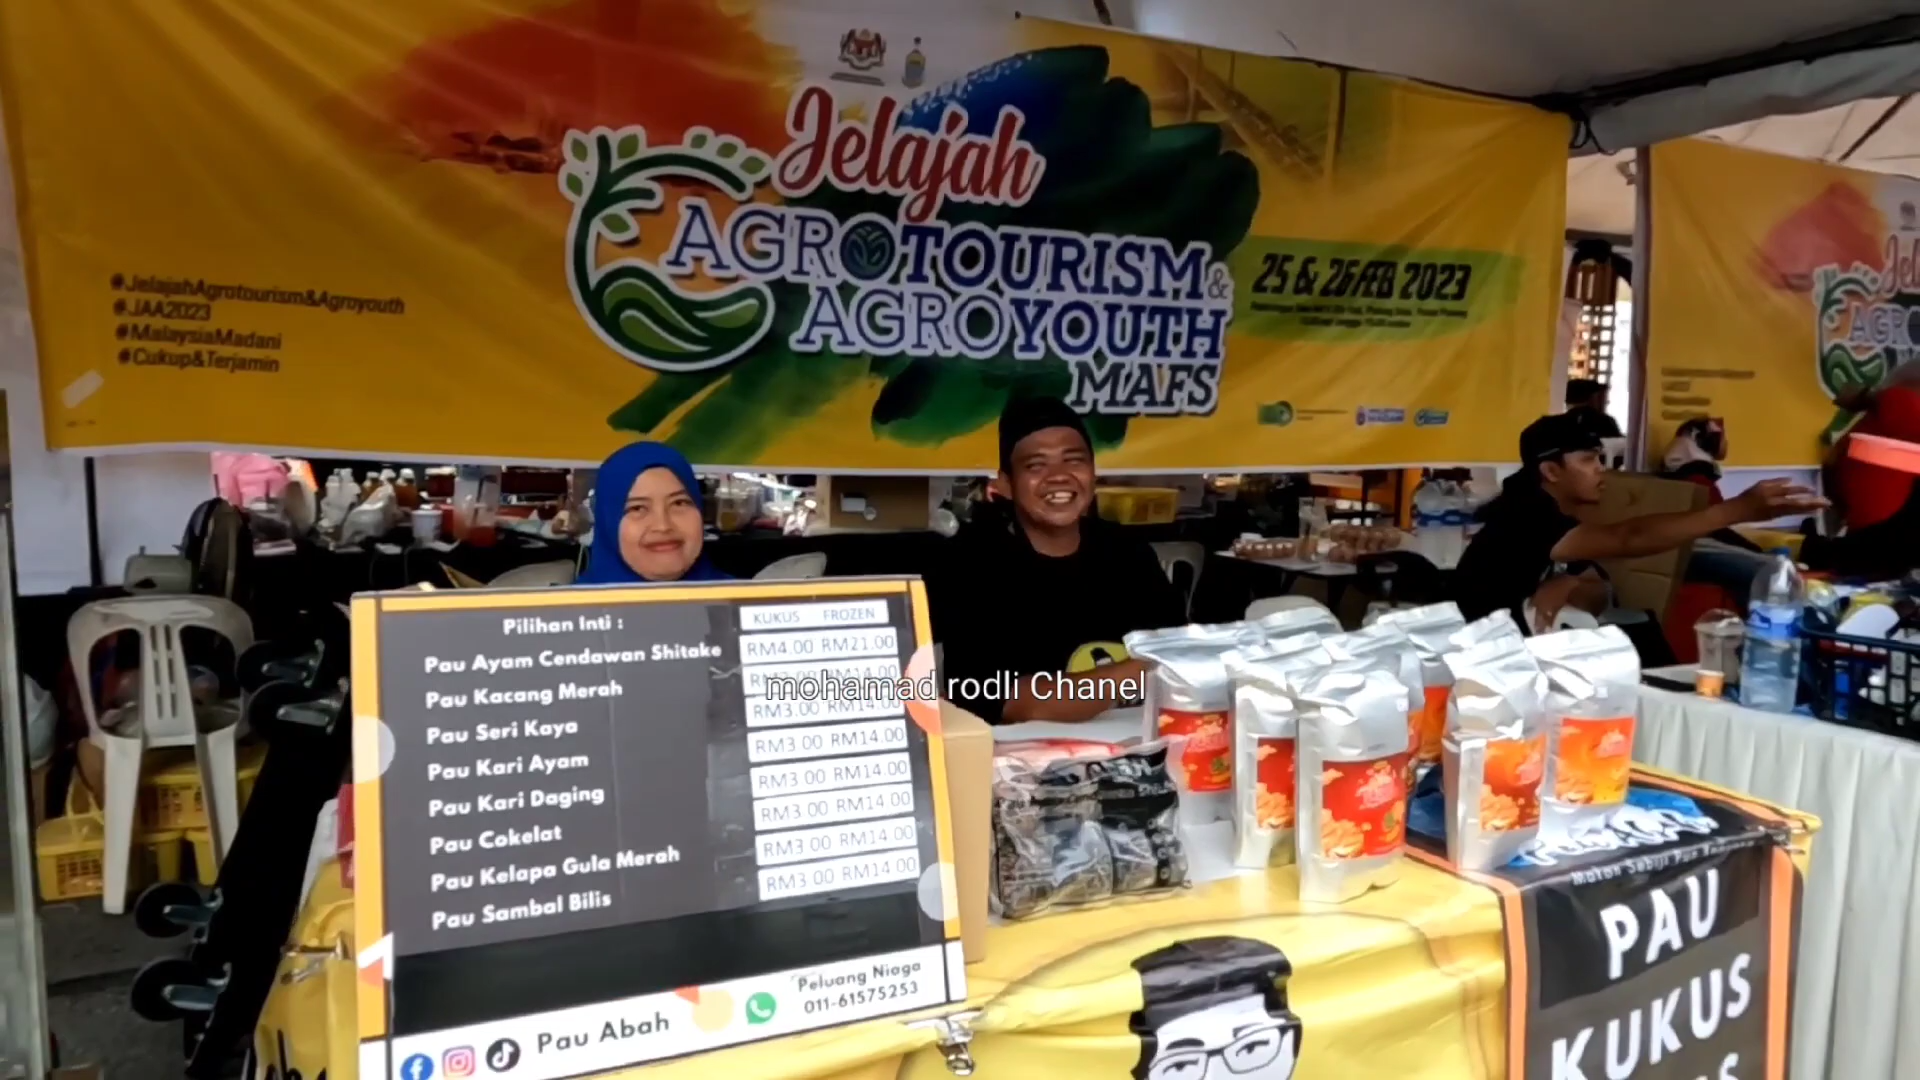 Jelajah
AGROTOURISM &
AGROYOUTH
MAFS
25 & 26 FEB 2023
#JelajahAgrotourism&Agroyouth
#JAA2023
#MalaysiaMadani
#Cukup&Terjamin
Pilihan Inti :
KUKUS FROZEN
Pau Ayam Cendawan Shitake RM4.00 RM21.00
Pau Kacang Merah RM14.00
Pau Seri Kaya RM3.00 RM14.00
Pau Kari Ayam RM3.00 RM14.00
Pau Kari Daging RM3.00 RM14.00
Pau Cokelat RM3.00 RM14.00
Pau Kelapa Gula Merah RM3.00 RM14.00
Pau Sambal Bilis RM3.00 RM14.00
Peluang Niaga
011-61575253
Pau Abah
mohamad rodli Chanel
PAU
KUKUS